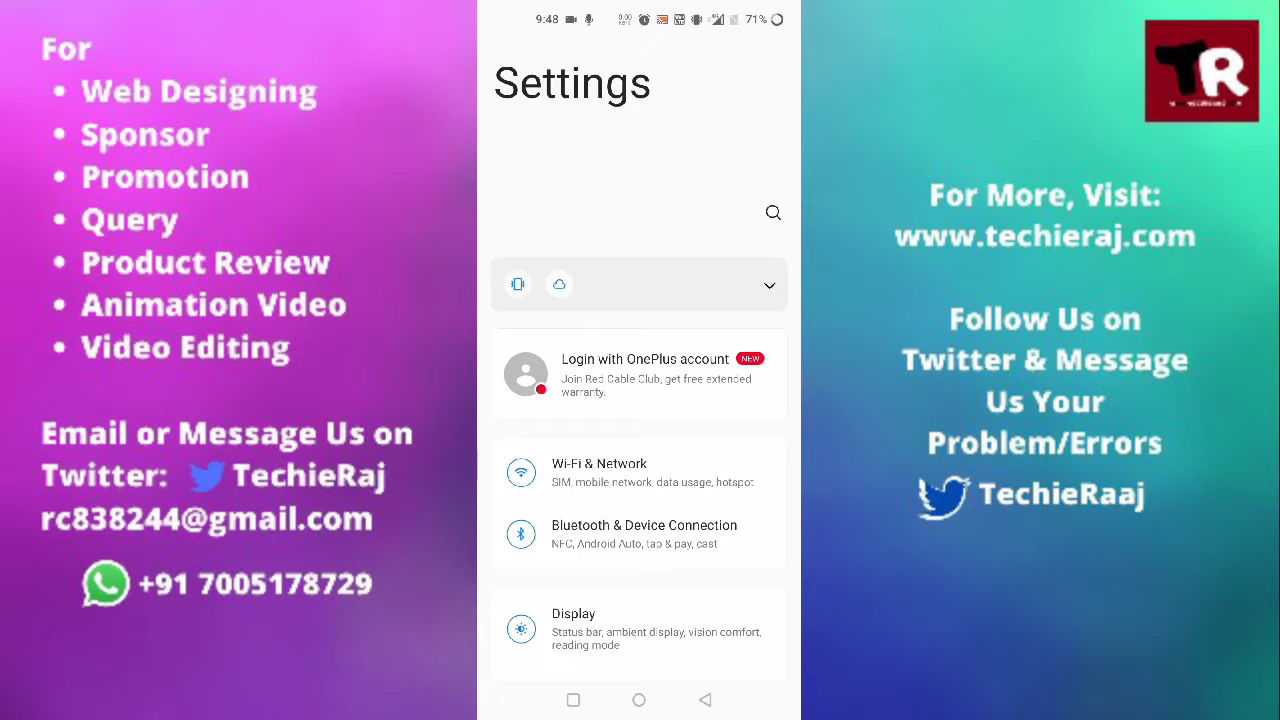 For
• Web Designing
• Sponsor
• Promotion
• Query
• Product Review
• Animation Video
• Video Editing
Email or Message Us on
Twitter: TechieRaj
rc838244@gmail.com
+91 7005178729
9:48
0.00
71%
Settings
Login with OnePlus account NEW
Join Red Cable Club, get free extended
warranty.
Wi-Fi & Network
SIM, mobile network, data usage, hotspot
Bluetooth & Device Connection
NFC, Android Auto, tap & pay, cast
Display
Status bar, ambient display, vision comfort,
reading mode
TR
For More, Visit:
www.techieraj.com
Follow Us on
Twitter & Message
Us Your
Problem/Errors
TechieRaaj